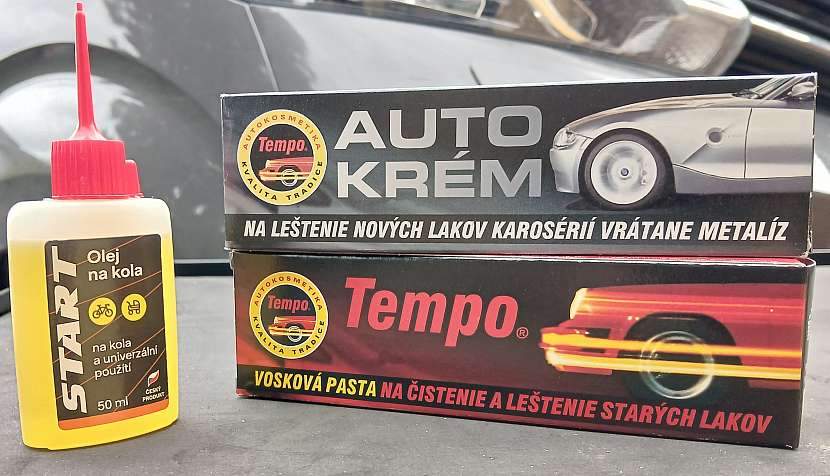 START
Olej
na kola
na kola
a univerzální
použití
50 ml
ČESKÝ
PRODUKT
AUTOKOSMETIKA
Tempo
KVALITA TRADICE
AUTO
KRÉM
NA LEŠTENIE NOVÝCH LAKOV KAROSÉRIÍ VRÁTANE METALÍZ
AUTOKOSMETIKA
Tempo
KVALITA TRADICE
Tempo®
VOSKOVÁ PASTA NA ČISTENIE A LEŠTENIE STARÝCH LAKOV